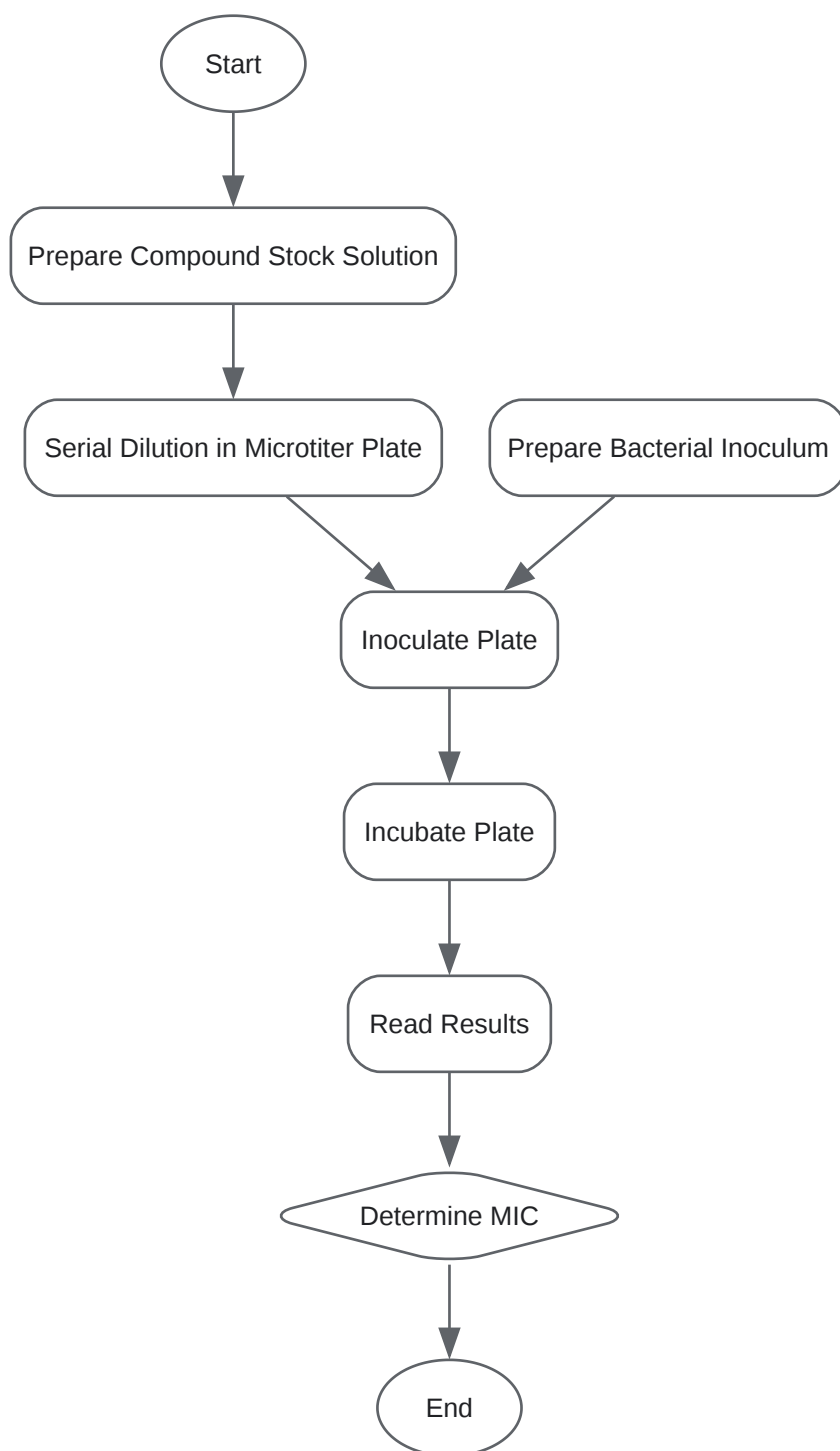 Start
Prepare Compound Stock Solution
Serial Dilution in Microtiter Plate
Prepare Bacterial Inoculum
Inoculate Plate
Incubate Plate
Read Results
Determine MIC
End